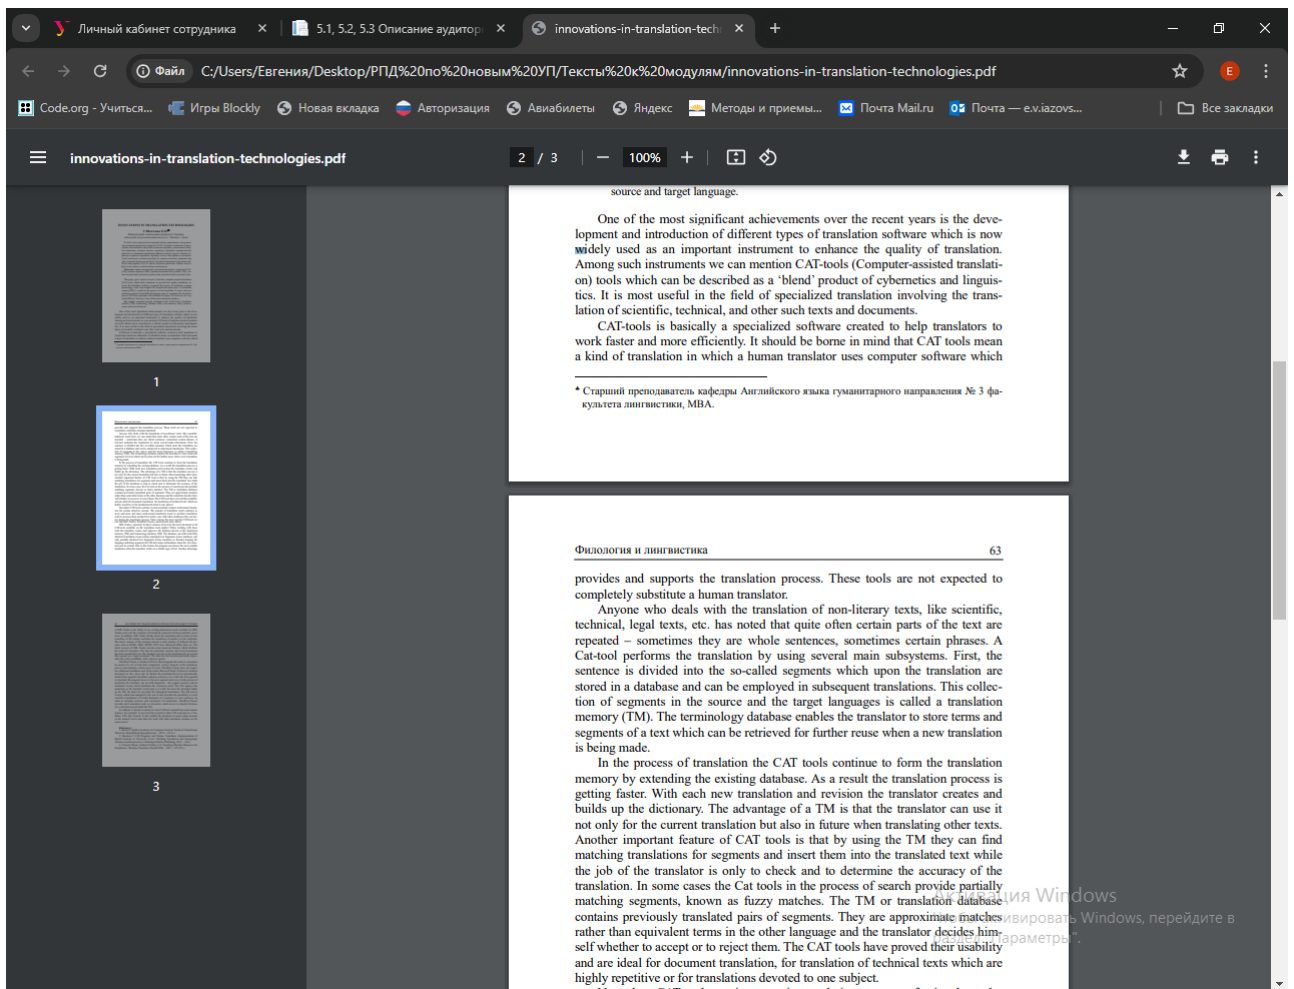 Личный кабинет сотрудника
5.1, 5.2, 5.3 Описание аудитор
innovations-in-translation-tech
Файл
C:/Users/Евгения/Desktop/РПД%20по%20новым%20УП/Тексты%20к%20модулям/innovations-in-translation-technologies.pdf
E
Code.org - Учиться...
Игры Blockly
Новая вкладка
Авторизация
Авиабилеты
Яндекс
Методы и приемы...
Почта Mail.ru
Почта — e.v.iazovs...
Все закладки
innovations-in-translation-technologies.pdf
2 / 3
100%
1
2
3
source and target language.
One of the most significant achievements over the recent years is the deve-
lopment and introduction of different types of translation software which is now
widely used as an important instrument to enhance the quality of translation.
Among such instruments we can mention CAT-tools (Computer-assisted translati-
on) tools which can be described as a ‘blend’ product of cybernetics and linguis-
tics. It is most useful in the field of specialized translation involving the trans-
lation of scientific, technical, and other such texts and documents.
CAT-tools is basically a specialized software created to help translators to
work faster and more efficiently. It should be borne in mind that CAT tools mean
a kind of translation in which a human translator uses computer software which
* Старший преподаватель кафедры Английского языка гуманитарного направления № 3 фа-
культета лингвистики, МВА.
Филология и лингвистика 63
provides and supports the translation process. These tools are not expected to
completely substitute a human translator.
Anyone who deals with the translation of non-literary texts, like scientific,
technical, legal texts, etc. has noted that quite often certain parts of the text are
repeated – sometimes they are whole sentences, sometimes certain phrases. A
Cat-tool performs the translation by using several main subsystems. First, the
sentence is divided into the so-called segments which upon the translation are
stored in a database and can be employed in subsequent translations. This collec-
tion of segments in the source and the target languages is called a translation
memory (TM). The terminology database enables the translator to store terms and
segments of a text which can be retrieved for further reuse when a new translation
is being made.
In the process of translation the CAT tools continue to form the translation
memory by extending the existing database. As a result the translation process is
getting faster. With each new translation and revision the translator creates and
builds up the dictionary. The advantage of a TM is that the translator can use it
not only for the current translation but also in future when translating other texts.
Another important feature of CAT tools is that by using the TM they can find
matching translations for segments and insert them into the translated text while
the job of the translator is only to check and to determine the accuracy of the
translation. In some cases the Cat tools in the process of search provide partially
matching segments, known as fuzzy matches. The TM or translation database
contains previously translated pairs of segments. They are approximate matches
rather than equivalent terms in the other language and the translator decides him-
self whether to accept or to reject them. The CAT tools have proved their usability
and are ideal for document translation, for translation of technical texts which are
highly repetitive or for translations devoted to one subject.
Активация Windows
Чтобы активировать Windows, перейдите в
раздел "Параметры".